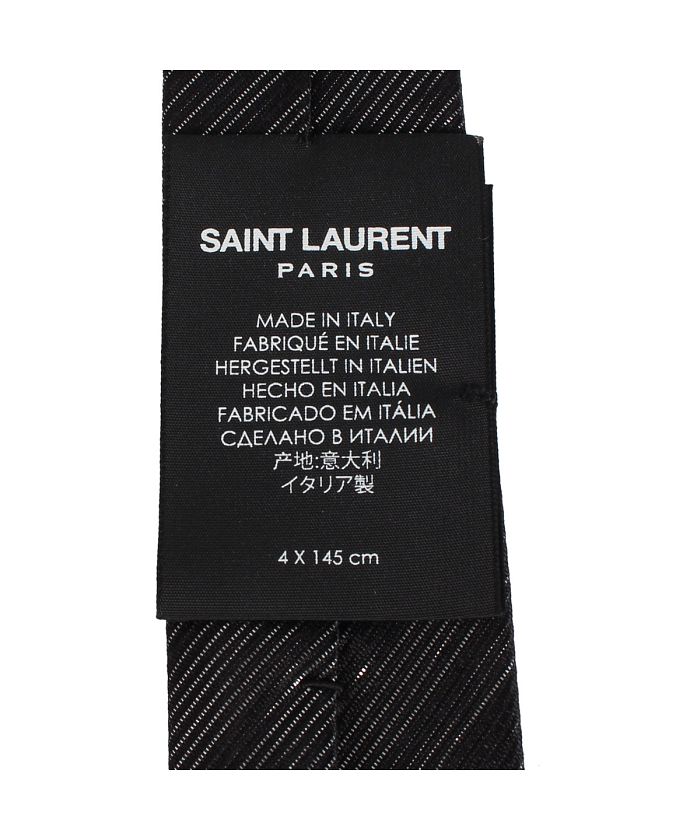 SAINT LAURENT
PARIS
MADE IN ITALY
FABRIQUÉ EN ITALIE
HERGESTELLT IN ITALIEN
HECHO EN ITALIA
FABRICADO EM ITÁLIA
СДЕЛАНО В ИТАЛИИ
产地:意大利
イタリア製
4 X 145 cm